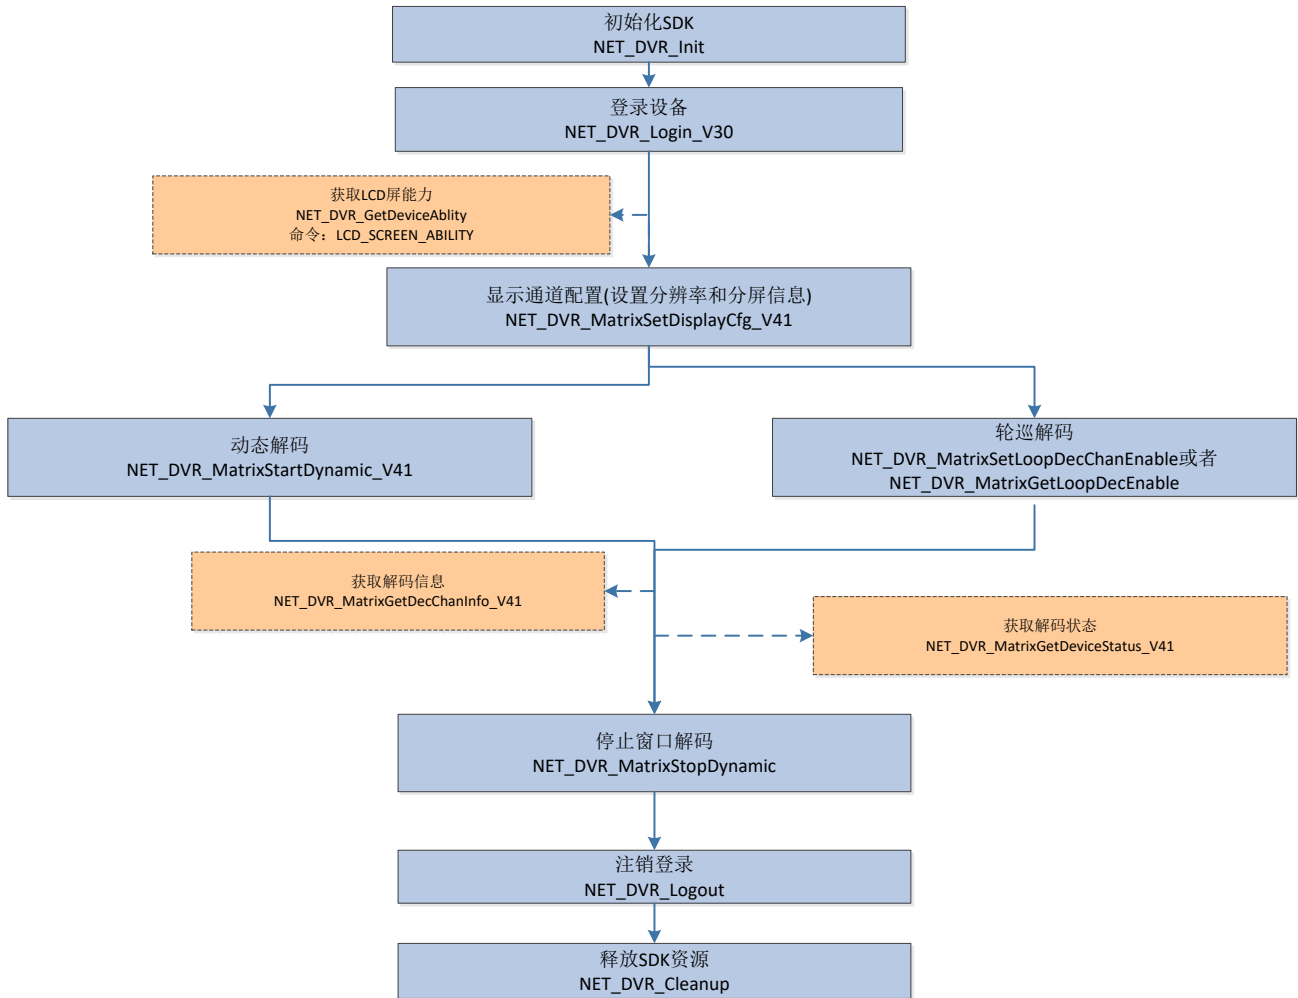 初始化SDK
NET_DVR_Init
登录设备
NET_DVR_Login_V30
获取LCD屏能力
NET_DVR_GetDeviceAblity
命令：LCD_SCREEN_ABILITY
显示通道配置(设置分辨率和分屏信息)
NET_DVR_MatrixSetDisplayCfg_V41
动态解码
NET_DVR_MatrixStartDynamic_V41
轮巡解码
NET_DVR_MatrixSetLoopDecChanEnable或者
NET_DVR_MatrixGetLoopDecEnable
获取解码信息
NET_DVR_MatrixGetDecChanInfo_V41
获取解码状态
NET_DVR_MatrixGetDeviceStatus_V41
停止窗口解码
NET_DVR_MatrixStopDynamic
注销登录
NET_DVR_Logout
释放SDK资源
NET_DVR_Cleanup